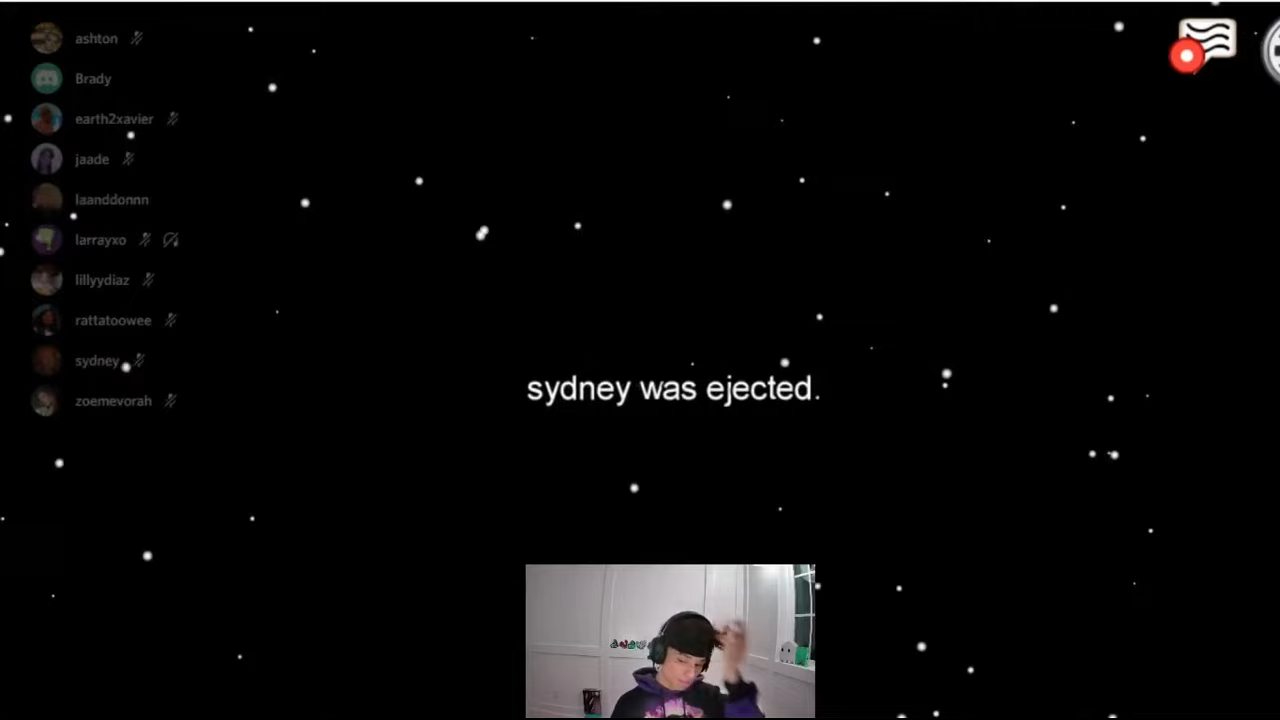 ashton
Brady
earth2xavier
jaade
laanddonnn
larrayxo
lillyydiaz
rattatoowee
sydney
zoemevorah
sydney was ejected.